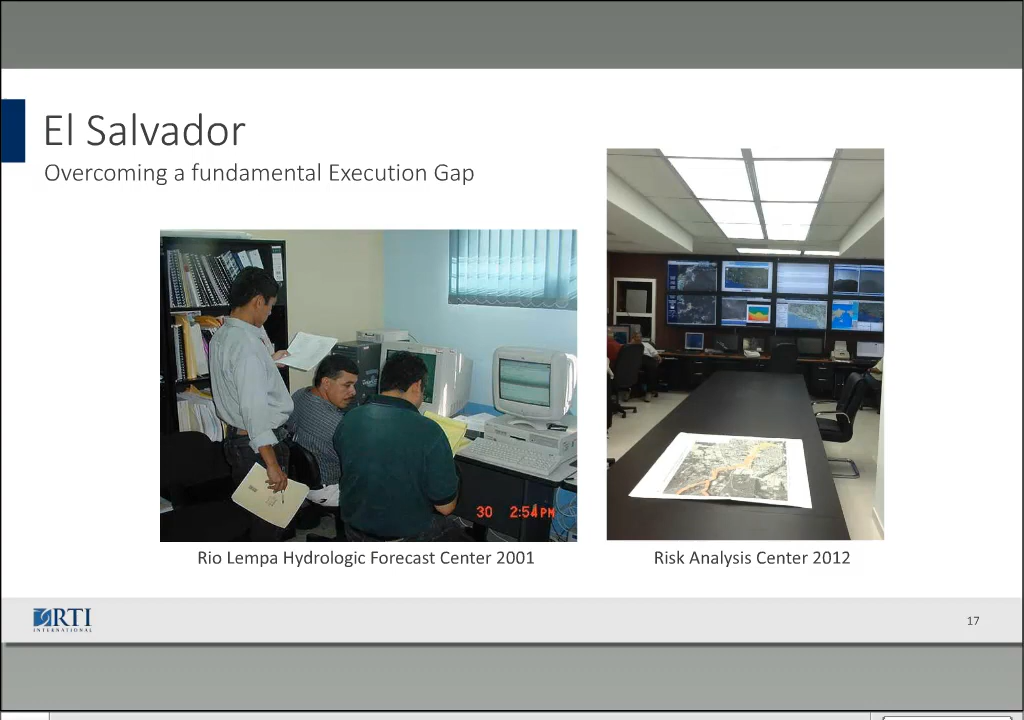 El Salvador
Overcoming a fundamental Execution Gap
30 2:54PM
Rio Lempa Hydrologic Forecast Center 2001
Risk Analysis Center 2012
RTI
INTERNATIONAL
17